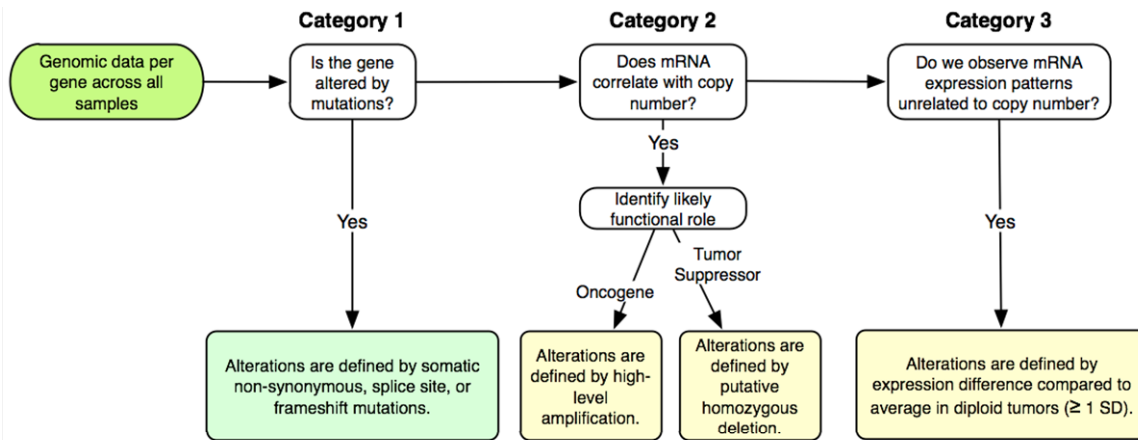 Category 1
Category 2
Category 3
Genomic data per
gene across all
samples
Is the gene
altered by
mutations?
Does mRNA
correlate with copy
number?
Do we observe mRNA
expression patterns
unrelated to copy number?
Yes
Identify likely
functional role
Yes
Yes
Oncogene
Tumor
Suppressor
Alterations are defined by somatic
non-synonymous, splice site, or
frameshift mutations.
Alterations are
defined by high-
level
amplification.
Alterations are
defined by
putative
homozygous
deletion.
Alterations are defined by
expression difference compared to
average in diploid tumors (≥ 1 SD).